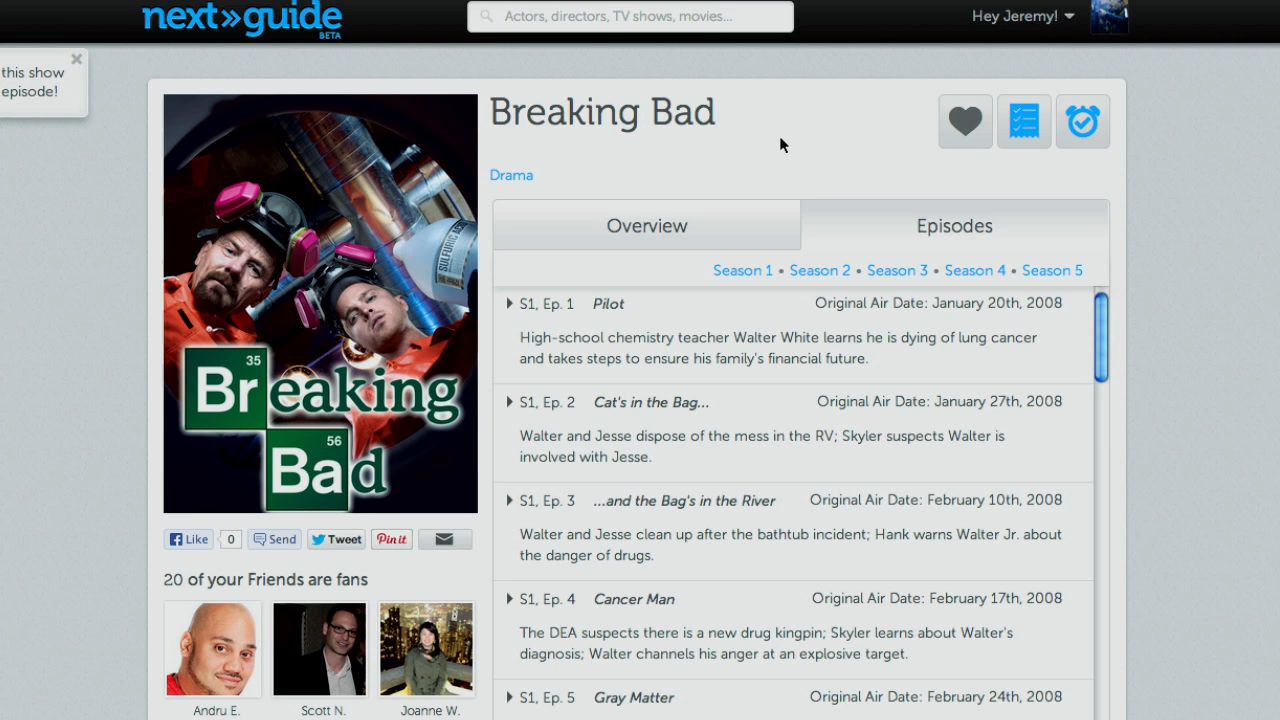 next»guide
BETA
Actors, directors, TV shows, movies...
Hey Jeremy!
this show
episode!
Breaking Bad
Drama
Overview
Episodes
Season 1 • Season 2 • Season 3 • Season 4 • Season 5
S1, Ep. 1 Pilot Original Air Date: January 20th, 2008
High-school chemistry teacher Walter White learns he is dying of lung cancer
and takes steps to ensure his family's financial future.
S1, Ep. 2 Cat's in the Bag... Original Air Date: January 27th, 2008
Walter and Jesse dispose of the mess in the RV; Skyler suspects Walter is
involved with Jesse.
S1, Ep. 3 ...and the Bag's in the River Original Air Date: February 10th, 2008
Walter and Jesse clean up after the bathtub incident; Hank warns Walter Jr. about
the danger of drugs.
S1, Ep. 4 Cancer Man Original Air Date: February 17th, 2008
The DEA suspects there is a new drug kingpin; Skyler learns about Walter's
diagnosis; Walter channels his anger at an explosive target.
S1, Ep. 5 Gray Matter Original Air Date: February 24th, 2008
SULFURIC
35
Breaking
56
Bad
Like 0 Send Tweet Pin it
20 of your Friends are fans
Andru E. Scott N. Joanne W.